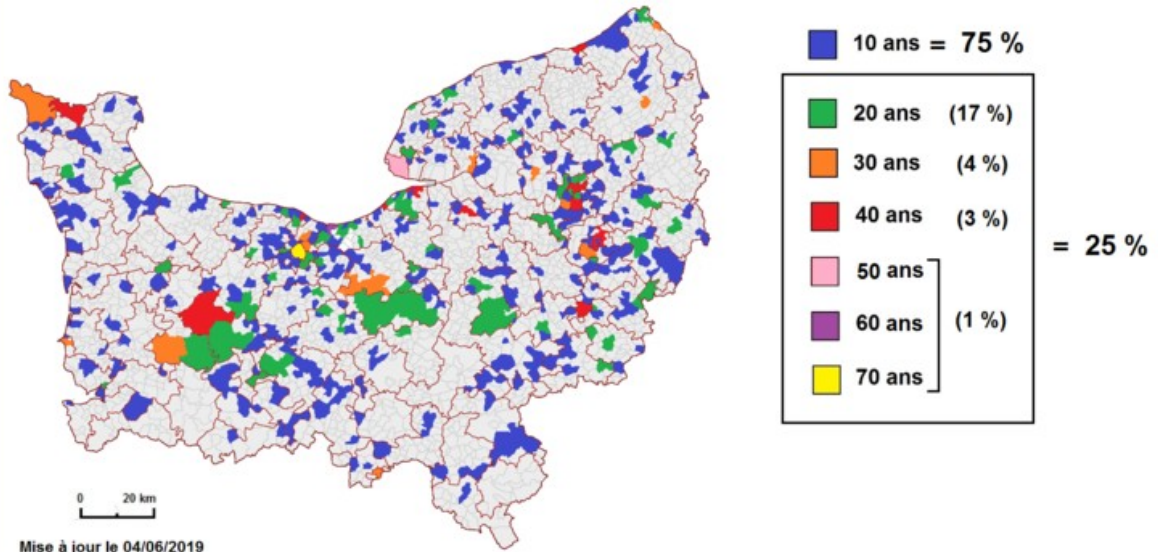 10 ans = 75 %
20 ans (17 %)
30 ans (4 %)
40 ans (3 %)
50 ans
60 ans (1 %)
70 ans
= 25 %
0 20 km
Mise à jour le 04/06/2019